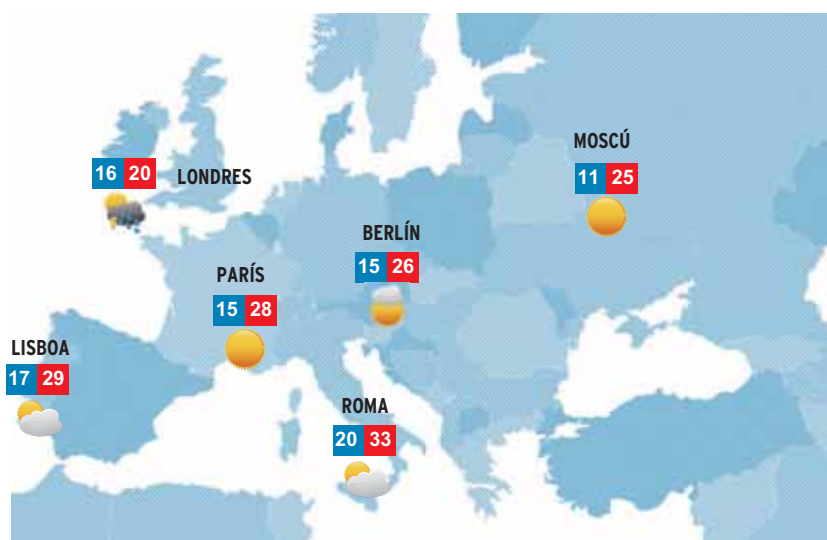 MOSCÚ
11 25
16 20
LONDRES
BERLÍN
15 26
PARÍS
15 28
LISBOA
17 29
ROMA
20 33